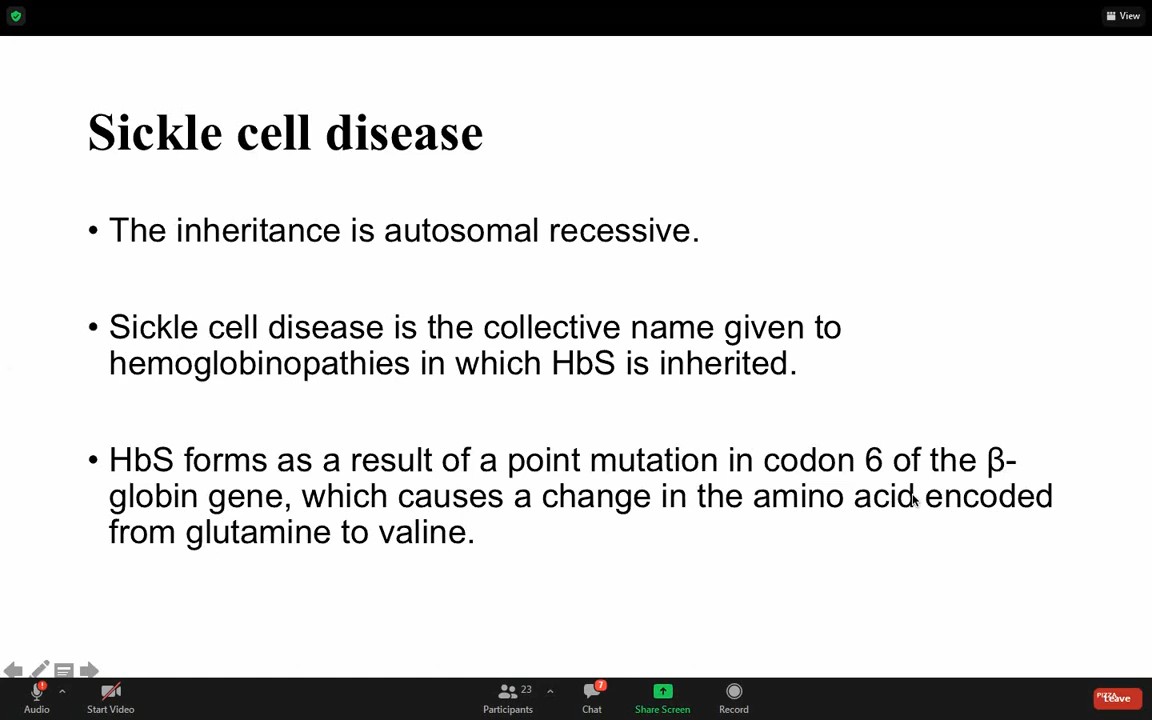 View
Sickle cell disease
• The inheritance is autosomal recessive.
• Sickle cell disease is the collective name given to
hemoglobinopathies in which HbS is inherited.
• HbS forms as a result of a point mutation in codon 6 of the β-
globin gene, which causes a change in the amino acid encoded
from glutamine to valine.
Audio
Start Video
23
Participants
7
Chat
Share Screen
Record
PIZZA
Leave